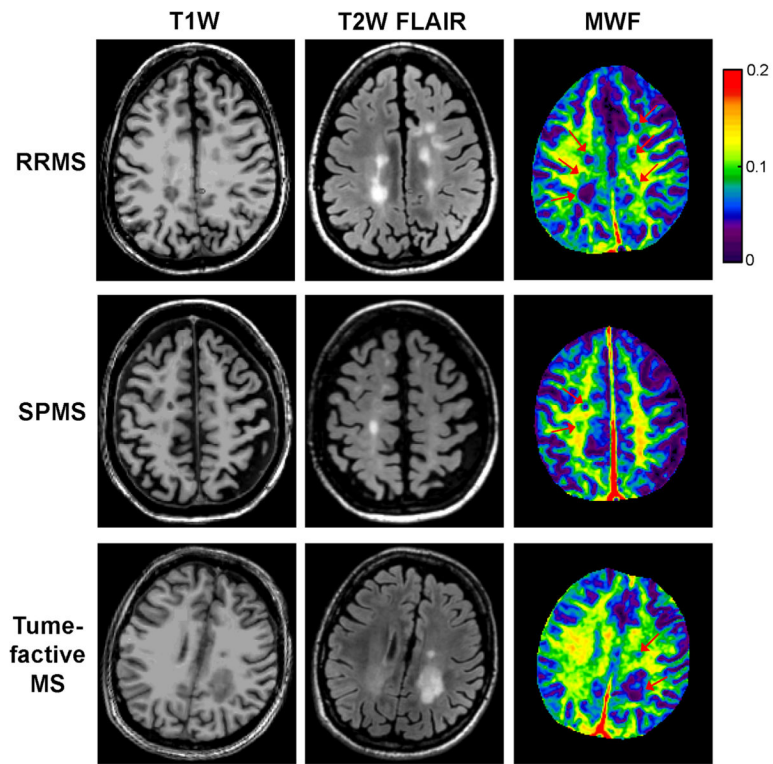 T1W T2W FLAIR MWF
0.2
RRMS
0.1
0
SPMS
Tume-
factive
MS